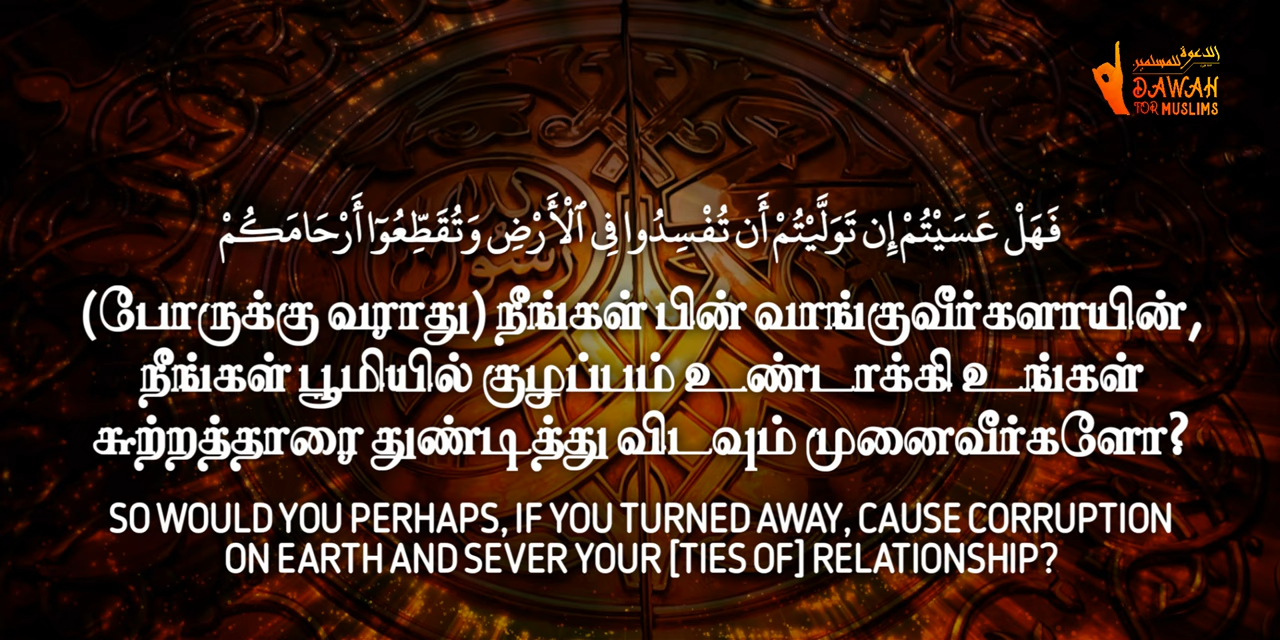 الدعوة للمسلمين
DAWAH
FOR MUSLIMS
فَهَلْ عَسَيْتُمْ إِن تَوَلَّيْتُمْ أَن تُفْسِدُوا فِى ٱلْأَرْضِ وَتُقَطِّعُوٓا أَرْحَامَكُمْ
(போருக்கு வராது) நீங்கள் பின் வாங்குவீர்களாயின்,
நீங்கள் பூமியில் குழப்பம் உண்டாக்கி உங்கள்
சுற்றத்தாரை துண்டித்து விடவும் முனைவீர்களோ?
SO WOULD YOU PERHAPS, IF YOU TURNED AWAY, CAUSE CORRUPTION
ON EARTH AND SEVER YOUR [TIES OF] RELATIONSHIP?